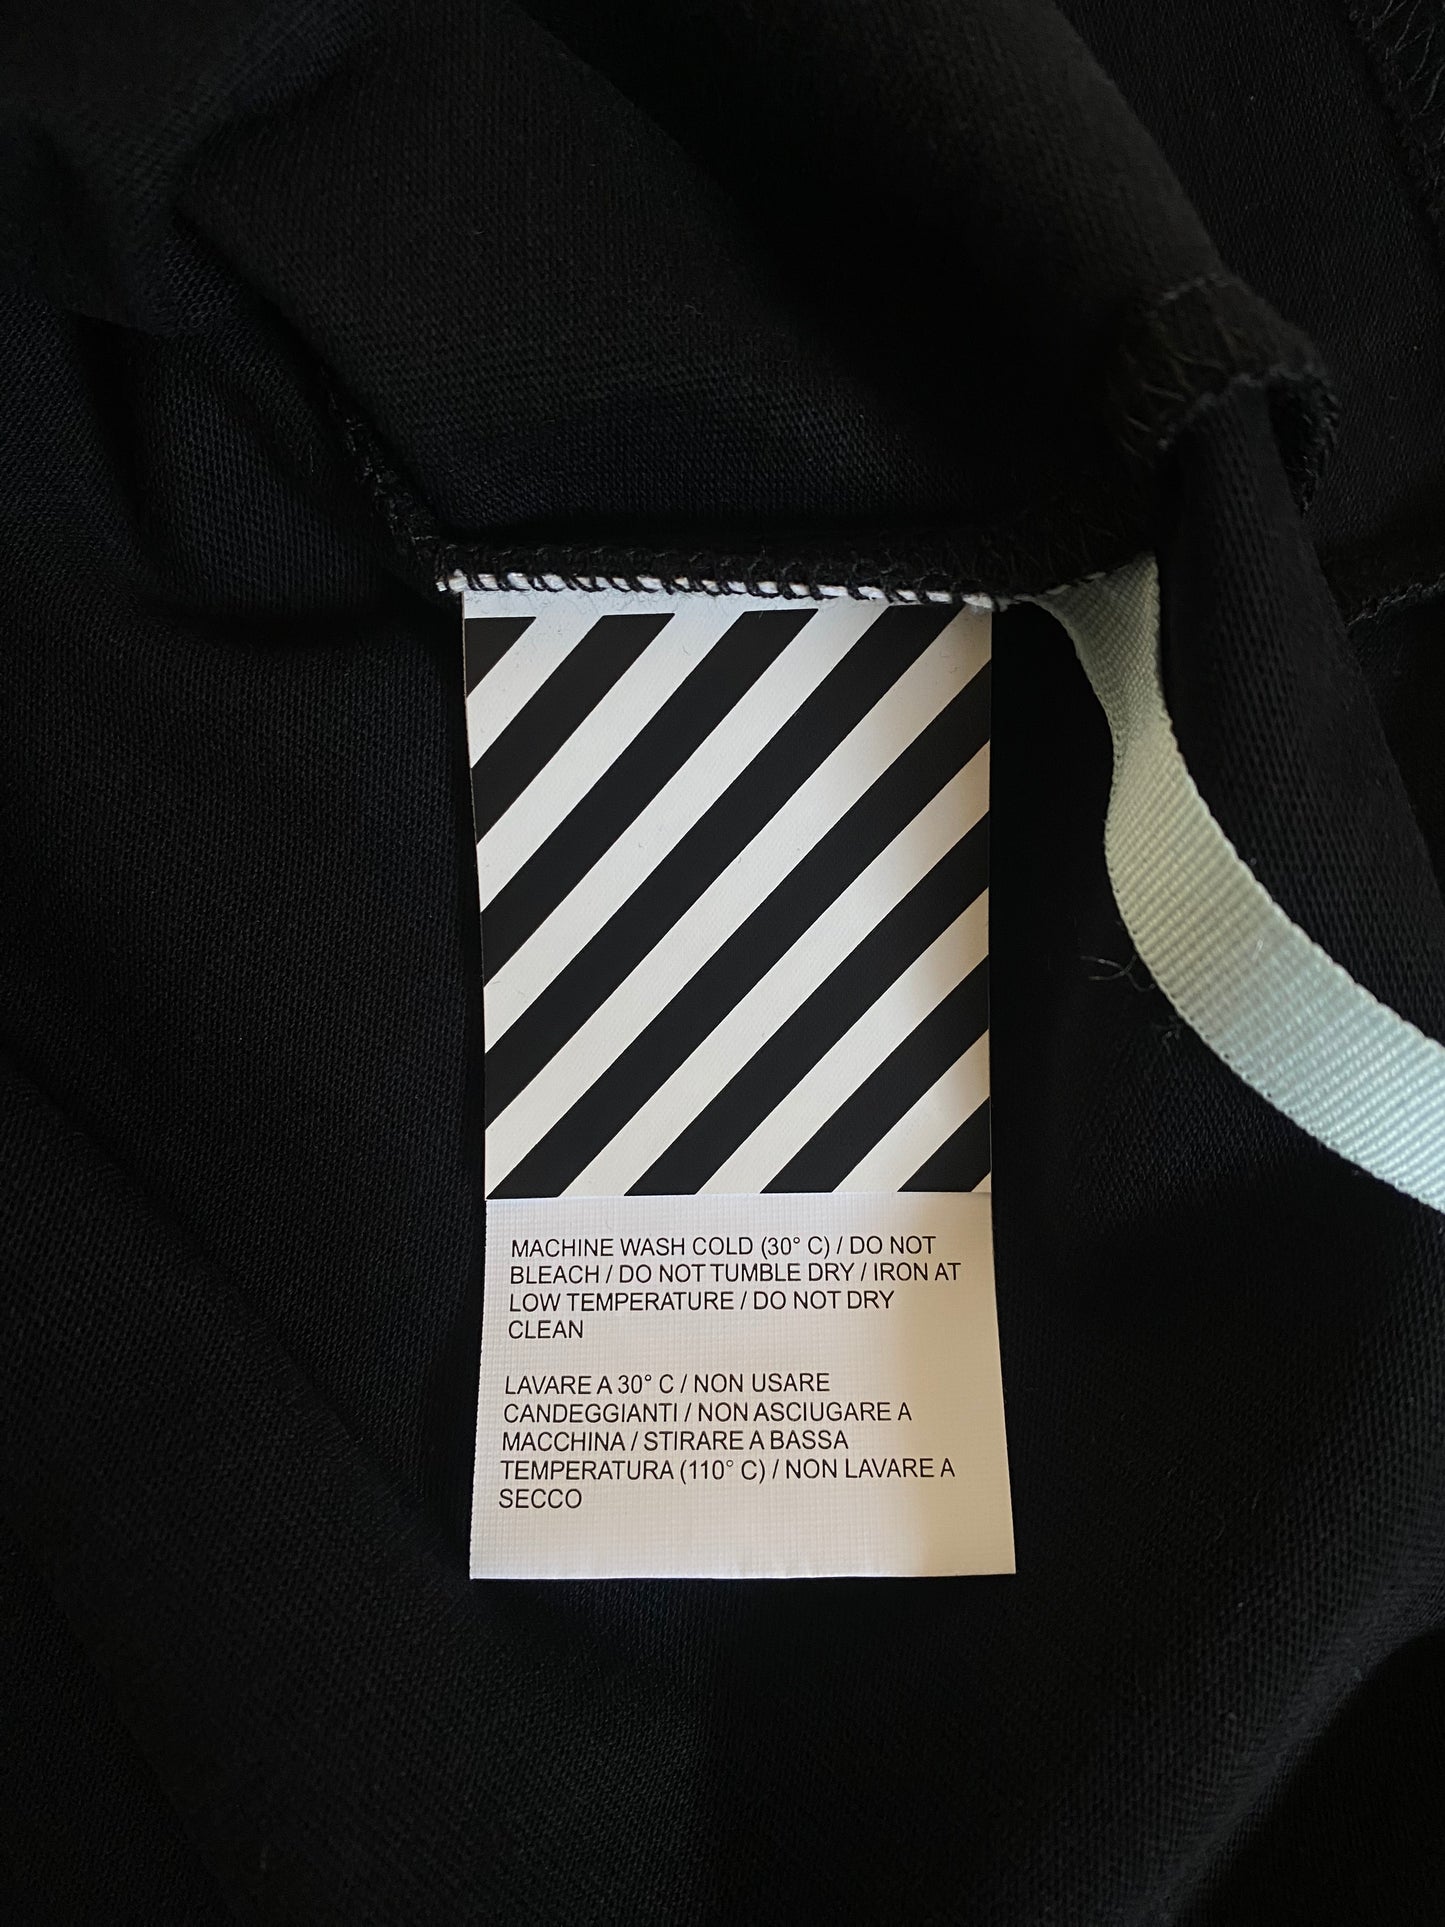 MACHINE WASH COLD (30° C) / DO NOT
BLEACH / DO NOT TUMBLE DRY / IRON AT
LOW TEMPERATURE / DO NOT DRY
CLEAN
LAVARE A 30° C / NON USARE
CANDEGGIANTI / NON ASCIUGARE A
MACCHINA / STIRARE A BASSA
TEMPERATURA (110° C) / NON LAVARE A
SECCO